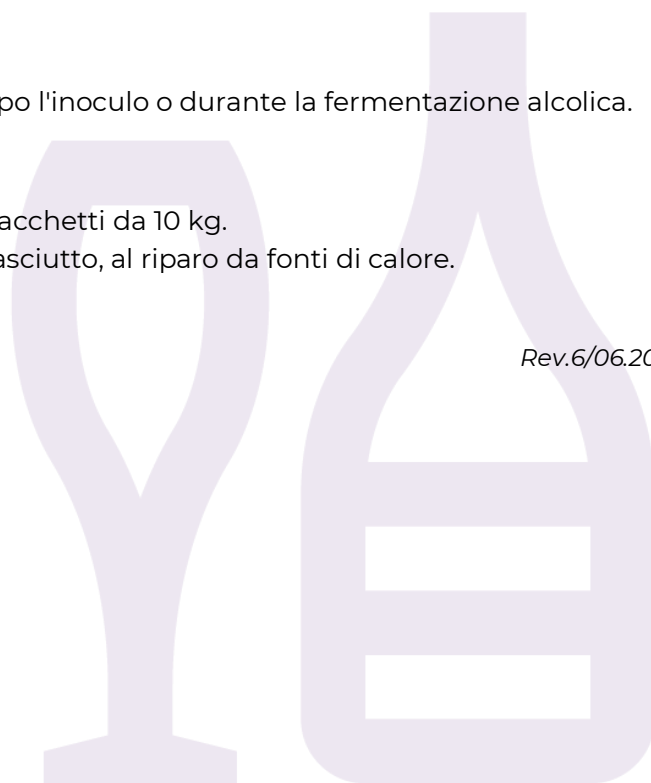 po l'inoculo o durante la fermentazione alcolica.
acchetti da 10 kg.
asciutto, al riparo da fonti di calore.
Rev.6/06.20